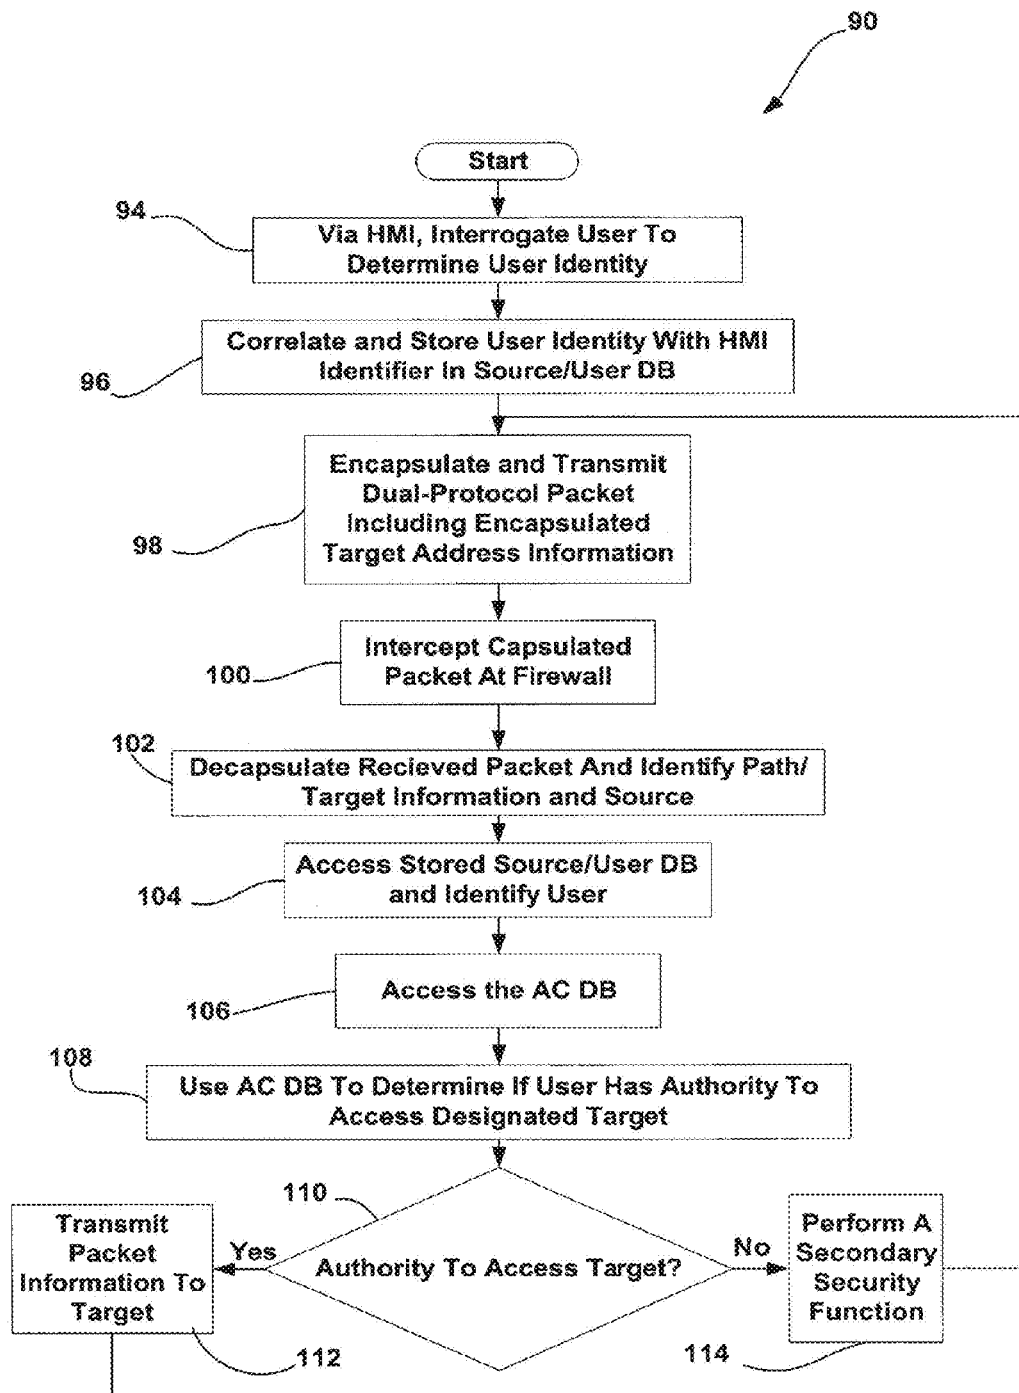 90
Start
94
Via HMI, Interrogate User To
Determine User Identity
Correlate and Store User Identity With HMI
Identifier In Source/User DB
96
Encapsulate and Transmit
Dual-Protocol Packet
Including Encapsulated
Target Address Information
98
Intercept Capsulated
Packet At Firewall
100
102
Decapsulate Recieved Packet And Identify Path/
Target Information and Source
Access Stored Source/User DB
and Identify User
104
Access the AC DB
106
108
Use AC DB To Determine If User Has Authority To
Access Designated Target
110
Authority To Access Target?
Yes
No
Transmit
Packet
Information To
Target
112
Perform A
Secondary
Security
Function
114